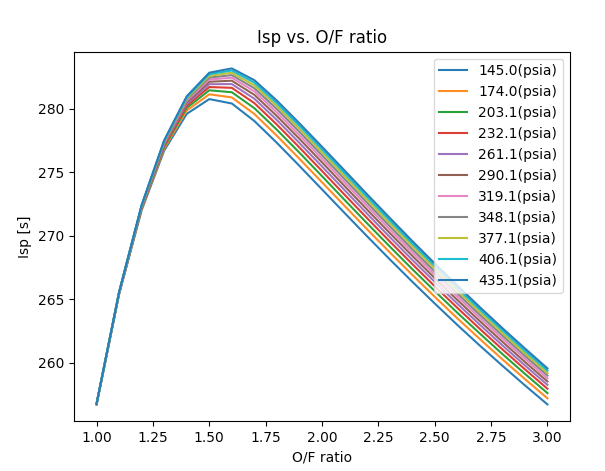 Isp vs. O/F ratio
145.0(psia)
174.0(psia)
203.1(psia)
232.1(psia)
261.1(psia)
290.1(psia)
319.1(psia)
348.1(psia)
377.1(psia)
406.1(psia)
435.1(psia)
Isp [s]
280
275
270
265
260
1.00 1.25 1.50 1.75 2.00 2.25 2.50 2.75 3.00
O/F ratio